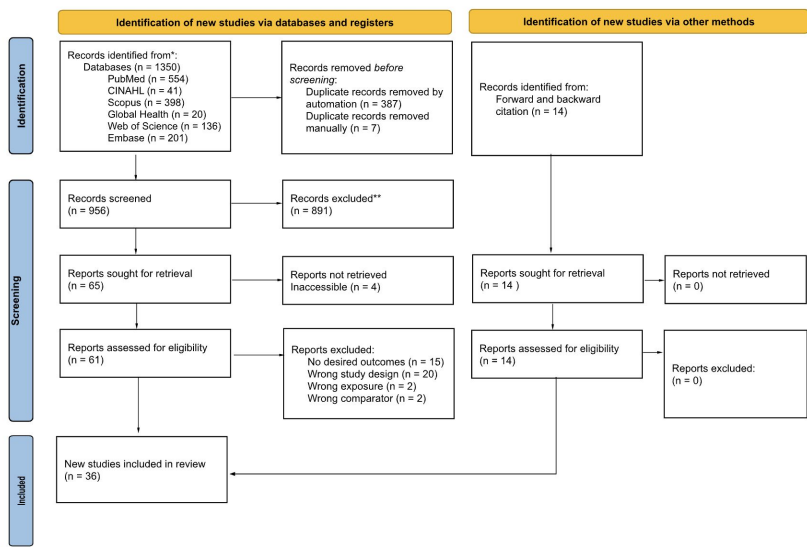 Identification of new studies via databases and registers
Identification of new studies via other methods
Identification
Records identified from*:
Databases (n = 1350)
PubMed (n = 554)
CINAHL (n = 41)
Scopus (n = 398)
Global Health (n = 20)
Web of Science (n = 136)
Embase (n = 201)
Records removed before
screening:
Duplicate records removed by
automation (n = 387)
Duplicate records removed
manually (n = 7)
Records identified from:
Forward and backward
citation (n = 14)
Screening
Records screened
(n = 956)
Records excluded**
(n = 891)
Reports sought for retrieval
(n = 65)
Reports not retrieved
Inaccessible (n = 4)
Reports sought for retrieval
(n = 14 )
Reports not retrieved
(n = 0)
Reports assessed for eligibility
(n = 61)
Reports excluded:
No desired outcomes (n = 15)
Wrong study design (n = 20)
Wrong exposure (n = 2)
Wrong comparator (n = 2)
Reports assessed for eligibility
(n = 14)
Reports excluded:
(n = 0)
Included
New studies included in review
(n = 36)